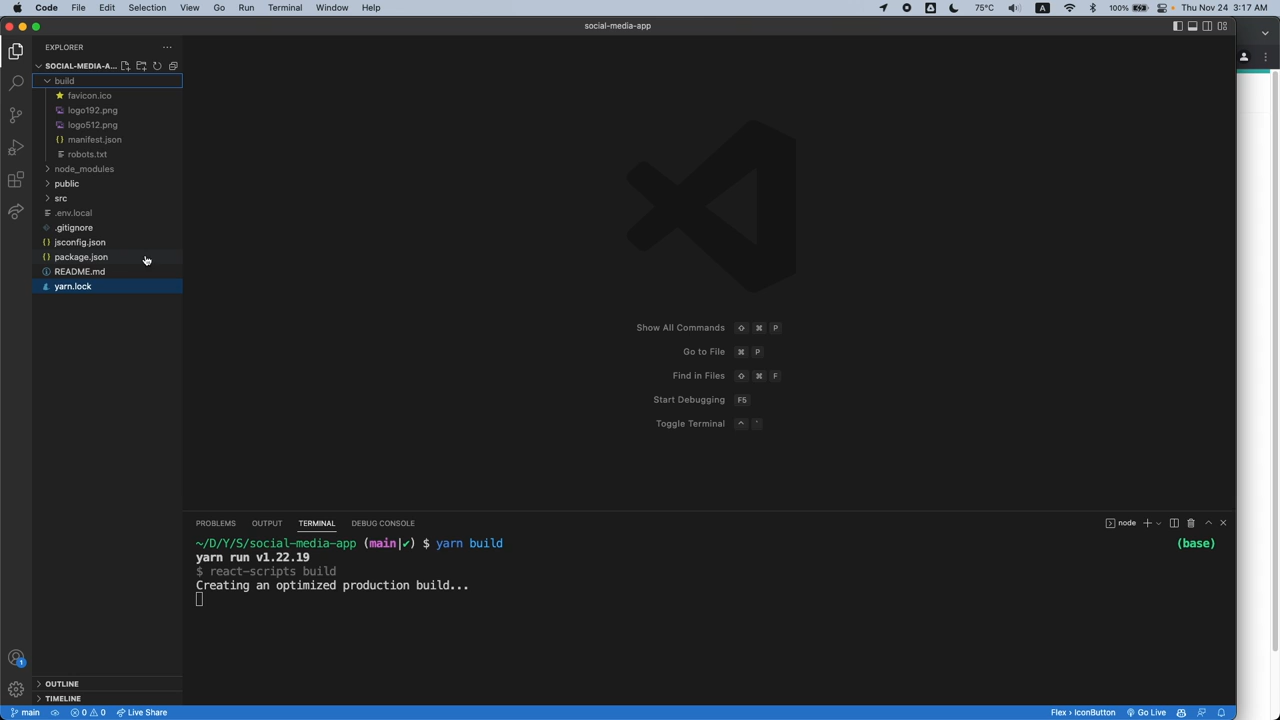 Code File Edit Selection View Go Run Terminal Window Help
A 75°C A 100% Thu Nov 24 3:17 AM
social-media-app
EXPLORER
SOCIAL-MEDIA-A...
build
favicon.ico
logo192.png
logo512.png
manifest.json
robots.txt
node_modules
public
src
.env.local
.gitignore
jsconfig.json
package.json
README.md
yarn.lock
Show All Commands ⇧ ⌘ P
Go to File ⌘ P
Find in Files ⇧ ⌘ F
Start Debugging F5
Toggle Terminal ^ `
PROBLEMS OUTPUT TERMINAL DEBUG CONSOLE node
~/D/Y/S/social-media-app (main|✔) $ yarn build (base)
yarn run v1.22.19
$ react-scripts build
Creating an optimized production build...
1
OUTLINE
TIMELINE
main 0 0 Live Share Flex › IconButton Go Live